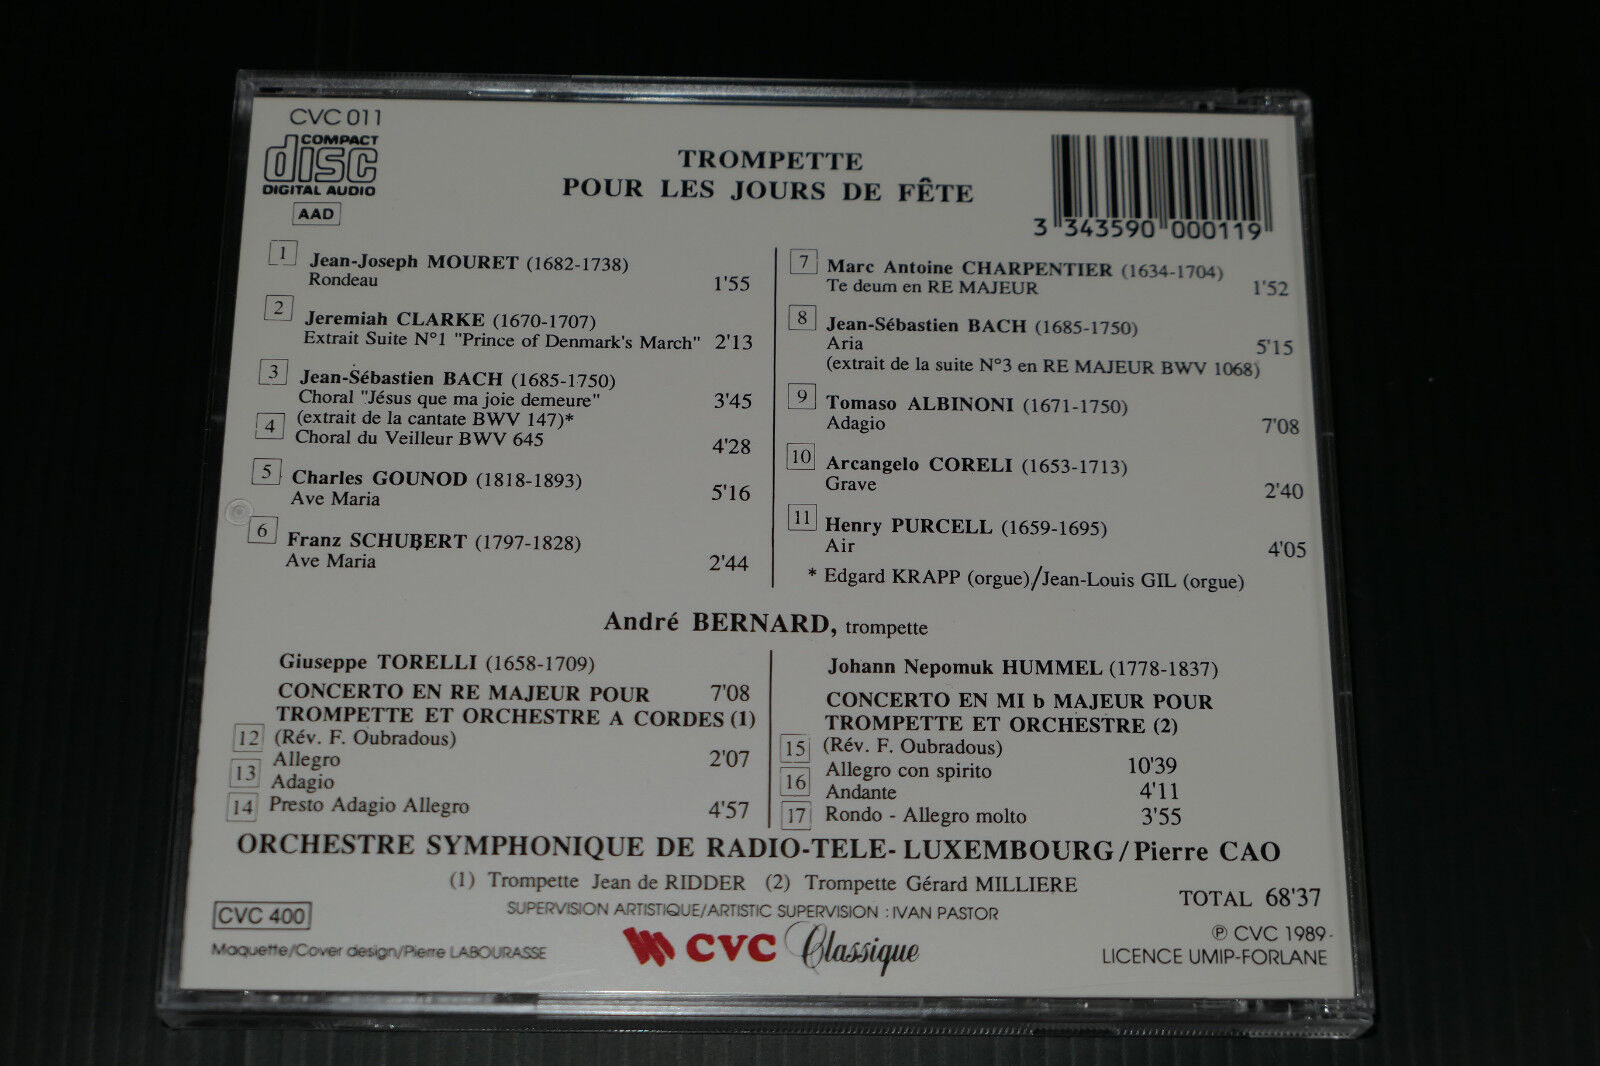 CVC 011
COMPACT
disc
DIGITAL AUDIO
AAD
TROMPETTE
POUR LES JOURS DE FÊTE
3 343590 000119
1 Jean-Joseph MOURET (1682-1738)
Rondeau 1'55
2 Jeremiah CLARKE (1670-1707)
Extrait Suite N°1 "Prince of Denmark's March" 2'13
3 Jean-Sébastien BACH (1685-1750)
Choral "Jésus que ma joie demeure" 3'45
(extrait de la cantate BWV 147)*
4 Choral du Veilleur BWV 645 4'28
5 Charles GOUNOD (1818-1893)
Ave Maria 5'16
6 Franz SCHUBERT (1797-1828)
Ave Maria 2'44
7 Marc Antoine CHARPENTIER (1634-1704)
Te deum en RE MAJEUR 1'52
8 Jean-Sébastien BACH (1685-1750)
Aria 5'15
(extrait de la suite N°3 en RE MAJEUR BWV 1068)
9 Tomaso ALBINONI (1671-1750)
Adagio 7'08
10 Arcangelo CORELI (1653-1713)
Grave 2'40
11 Henry PURCELL (1659-1695)
Air 4'05
* Edgard KRAPP (orgue)/Jean-Louis GIL (orgue)
André BERNARD, trompette
Giuseppe TORELLI (1658-1709)
CONCERTO EN RE MAJEUR POUR 7'08
TROMPETTE ET ORCHESTRE A CORDES (1)
12 (Rév. F. Oubradous)
Allegro 2'07
13 Adagio
14 Presto Adagio Allegro 4'57
Johann Nepomuk HUMMEL (1778-1837)
CONCERTO EN MI b MAJEUR POUR
TROMPETTE ET ORCHESTRE (2)
15 (Rév. F. Oubradous)
Allegro con spirito 10'39
16 Andante 4'11
17 Rondo - Allegro molto 3'55
ORCHESTRE SYMPHONIQUE DE RADIO-TELE-LUXEMBOURG/Pierre CAO
(1) Trompette Jean de RIDDER (2) Trompette Gérard MILLIERE
TOTAL 68'37
SUPERVISION ARTISTIQUE/ARTISTIC SUPERVISION : IVAN PASTOR
CVC 400
Maquette/Cover design/Pierre LABOURASSE
CVC Classique
℗ CVC 1989-
LICENCE UMIP-FORLANE